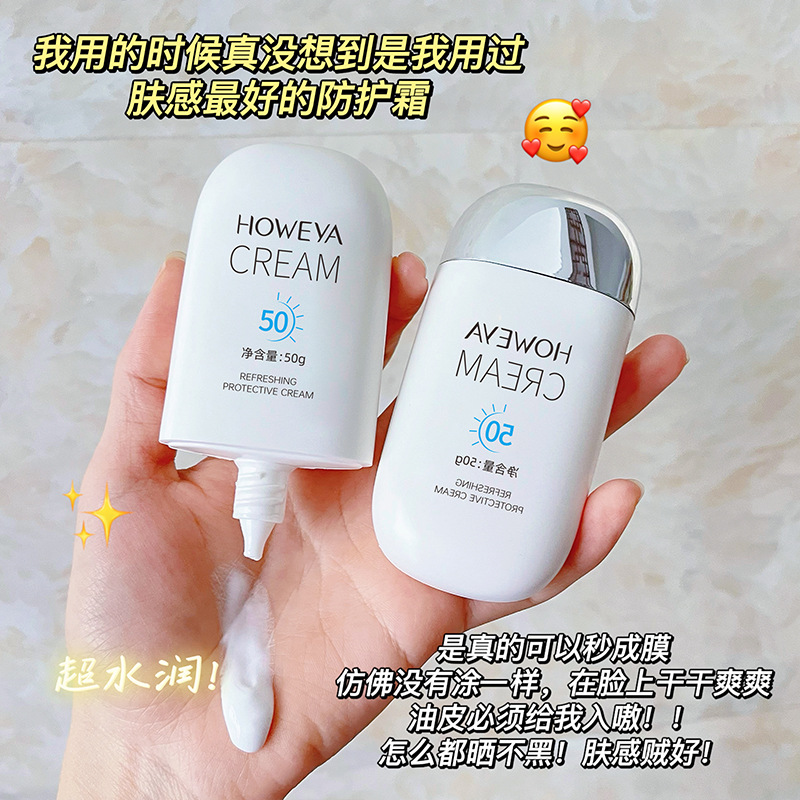 我用的时候真没想到是我用过
肤感最好的防护霜
HOWEYA
CREAM
50
净含量:50g
REFRESHING
PROTECTIVE CREAM
HOWEYA
CREAM
50
净含量:50g
REFRESHING
PROTECTIVE CREAM
超水润!
是真的可以秒成膜
仿佛没有涂一样，在脸上干干爽爽
油皮必须给我入嗷！！
怎么都晒不黑！肤感贼好！